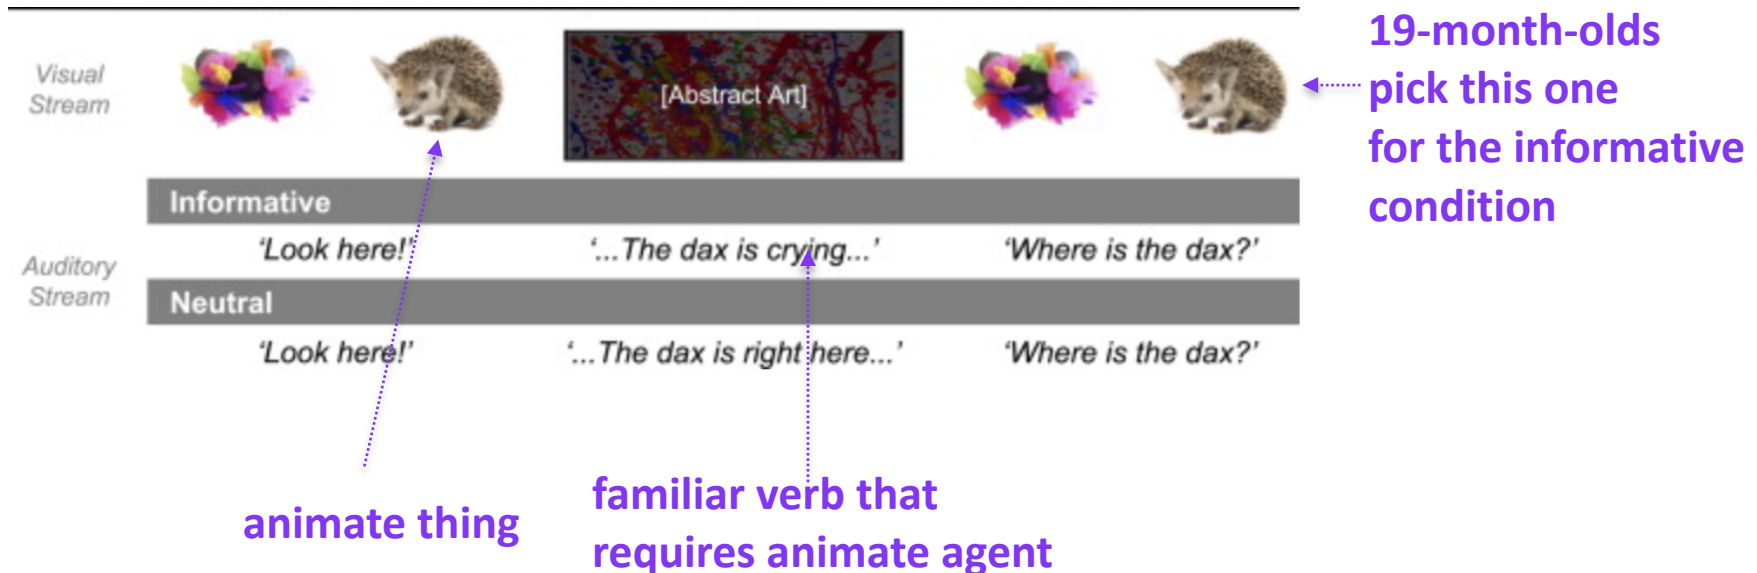 Visual
Stream
[Abstract Art]
19-month-olds
pick this one
for the informative
condition
Informative
Auditory
Stream
'Look here!' '...The dax is crying...' 'Where is the dax?'
Neutral
'Look here!' '...The dax is right here...' 'Where is the dax?'
animate thing
familiar verb that
requires animate agent